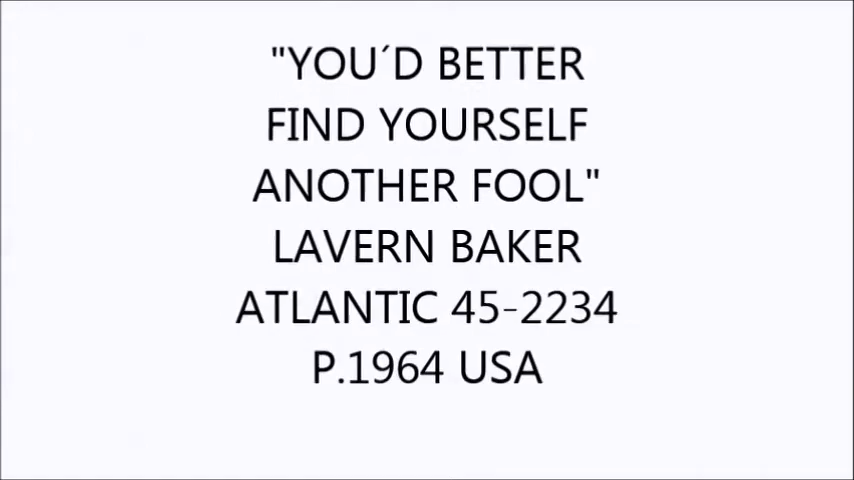 "YOU´D BETTER
FIND YOURSELF
ANOTHER FOOL"
LAVERN BAKER
ATLANTIC 45-2234
P.1964 USA